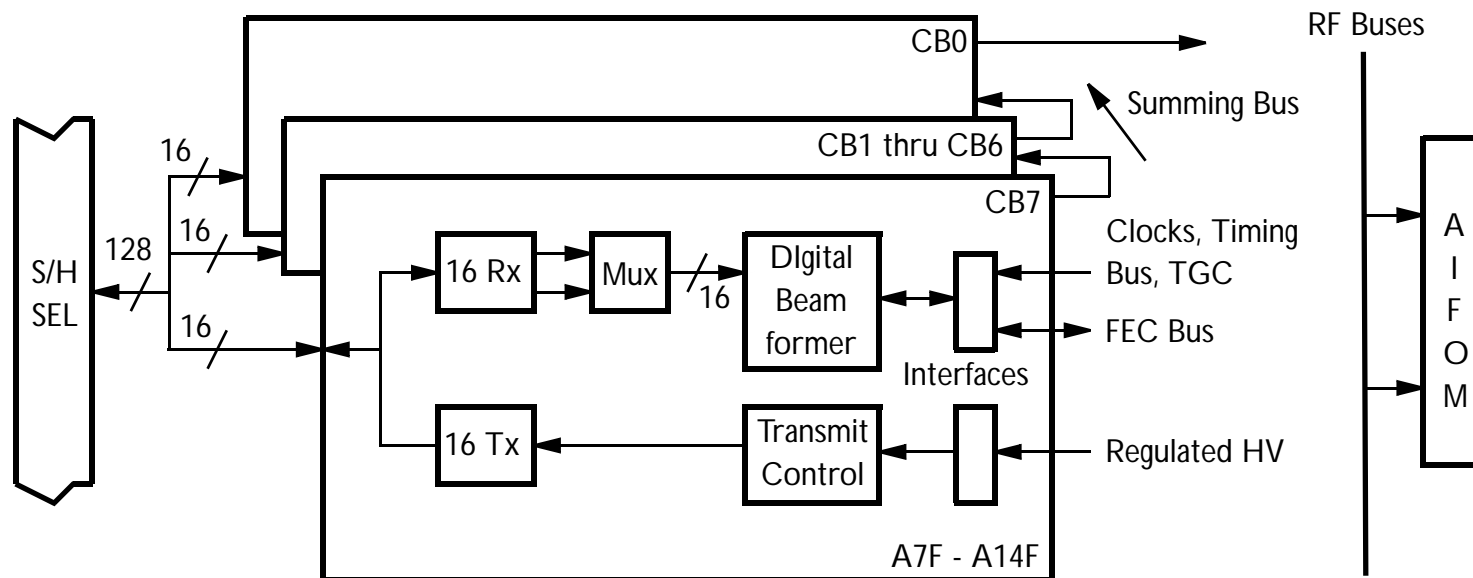 CB0
RF Buses
Summing Bus
CB1 thru CB6
16
CB7
16
128
S/H
SEL
16
16 Rx
Mux
16
DIgital
Beam
former
Clocks, Timing
Bus, TGC
FEC Bus
Interfaces
16 Tx
Transmit
Control
Regulated HV
A7F - A14F
A
I
F
O
M